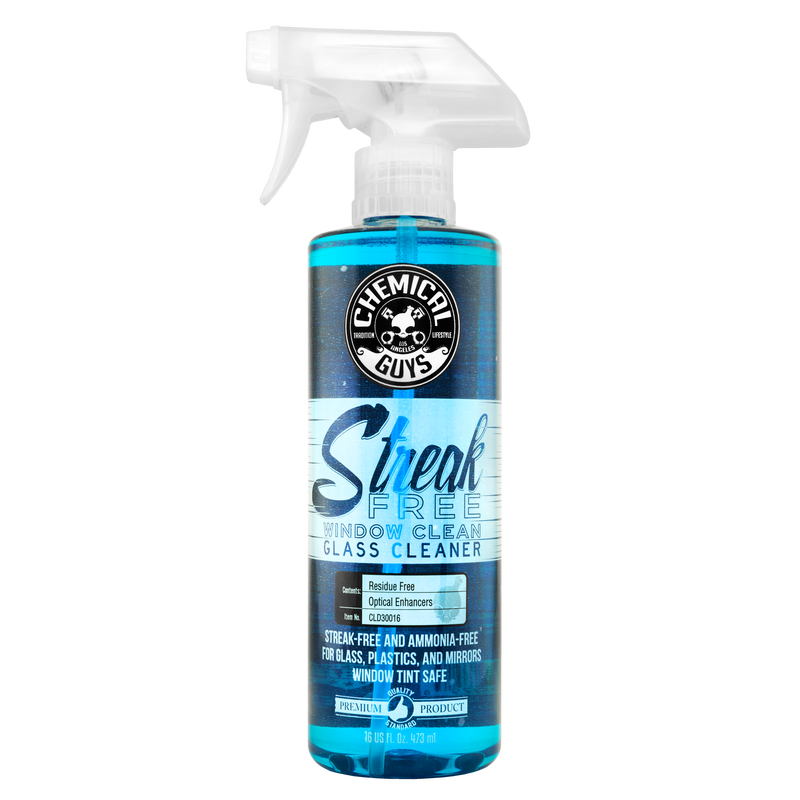 CHEMICAL
TRADITION LIFESTYLE
LOS
ANGELES
GUYS
Streak
FREE
WINDOW CLEAN
GLASS CLEANER
Contents: Residue Free
Optical Enhancers
Item No. CLD30016
STREAK-FREE AND AMMONIA-FREE
FOR GLASS, PLASTICS, AND MIRRORS
WINDOW TINT SAFE
QUALITY
PREMIUM PRODUCT
STANDARD
16 US fl. Oz. 473 ml